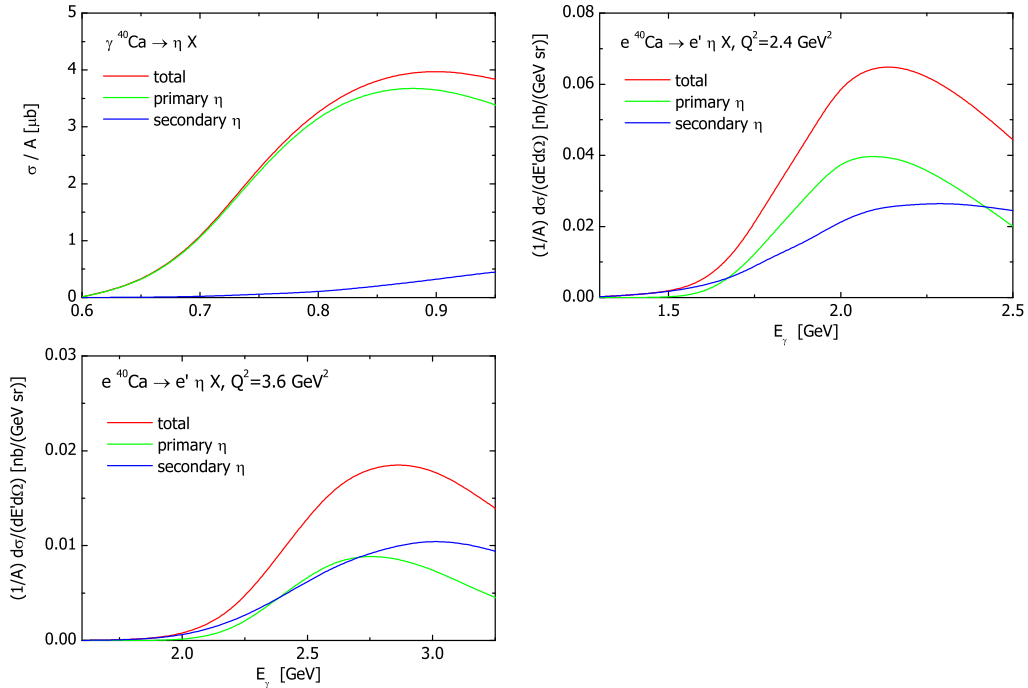 γ ⁴⁰Ca → η X
total
primary η
secondary η
σ / A [μb]
5
4
3
2
1
0
0.6 0.7 0.8 0.9
e ⁴⁰Ca → e' η X, Q²=2.4 GeV²
total
primary η
secondary η
(1/A) dσ/(dE'dΩ) [nb/(GeV sr)]
0.08
0.06
0.04
0.02
0.00
1.5 2.0 2.5
E_γ [GeV]
e ⁴⁰Ca → e' η X, Q²=3.6 GeV²
total
primary η
secondary η
(1/A) dσ/(dE'dΩ) [nb/(GeV sr)]
0.03
0.02
0.01
0.00
2.0 2.5 3.0
E_γ [GeV]